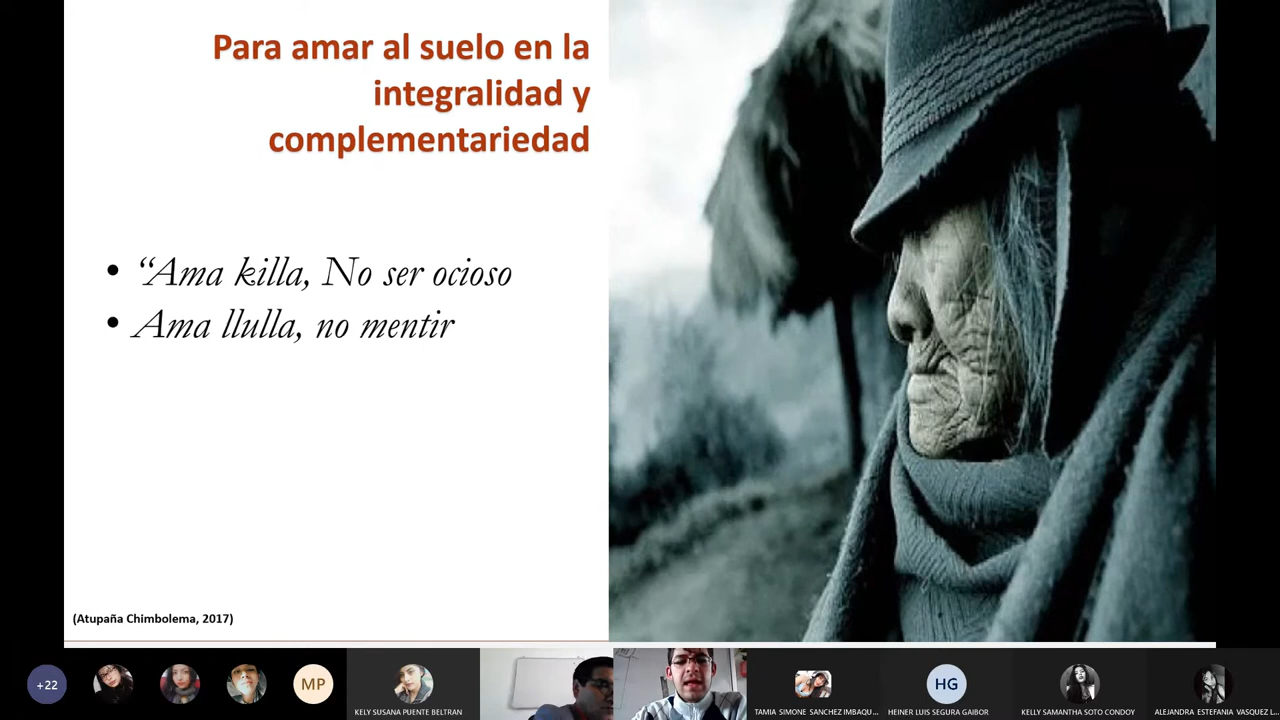 Para amar al suelo en la
integralidad y
complementariedad
• “Ama killa, No ser ocioso
• Ama llulla, no mentir
(Atupaña Chimbolema, 2017)
+22
MP
KELY SUSANA PUENTE BELTRAN
TAMIA SIMONE SANCHEZ IMBAQU...
HG
HEINER LUIS SEGURA GAIBOR
KELLY SAMANTHA SOTO CONDOY
ALEJANDRA ESTEFANIA VASQUEZ L...